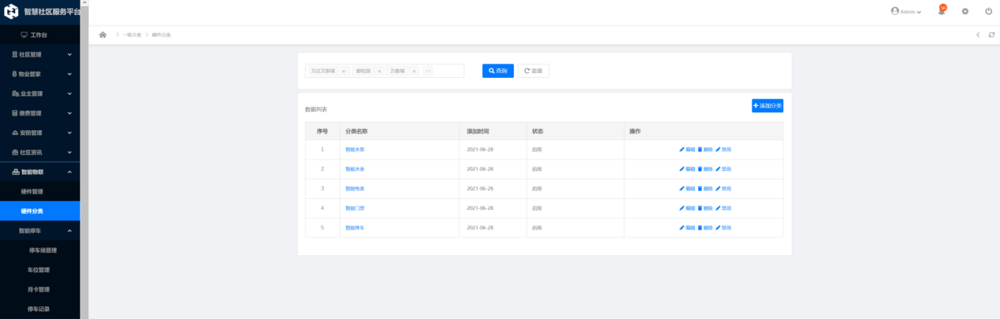 智慧社区服务平台
Admin
58
工作台
一级分类 硬件分类
社区管理
物业管家
业主管理
缴费管理
安防管理
社区资讯
智能物联
硬件管理
硬件分类
智能停车
停车场管理
车位管理
月卡管理
停车记录
碧桂园 万象城 +5
查询 重置
数据列表
添加分类
序号 分类名称 添加时间 状态 操作
1 智能水泵 2021-06-28 启用 编辑 删除 禁用
2 智能水表 2021-06-28 启用 编辑 删除 禁用
3 智能电表 2021-06-28 启用 编辑 删除 禁用
4 智能门禁 2021-06-28 启用 编辑 删除 禁用
5 智能停车 2021-06-28 启用 编辑 删除 禁用